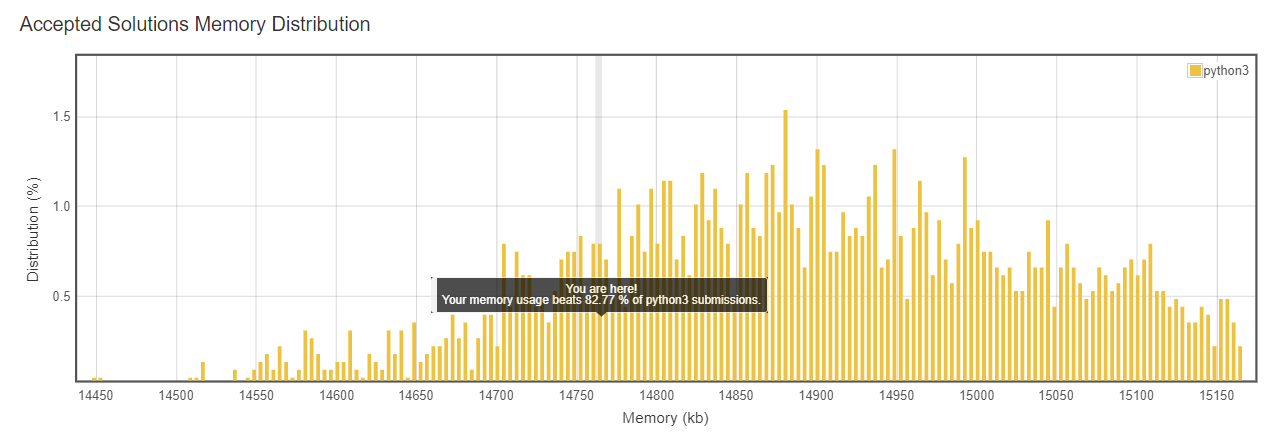 Accepted Solutions Memory Distribution
python3
1.5
1.0
0.5
Distribution (%)
You are here!
Your memory usage beats 82.77 % of python3 submissions.
14450 14500 14550 14600 14650 14700 14750 14800 14850 14900 14950 15000 15050 15100 15150
Memory (kb)